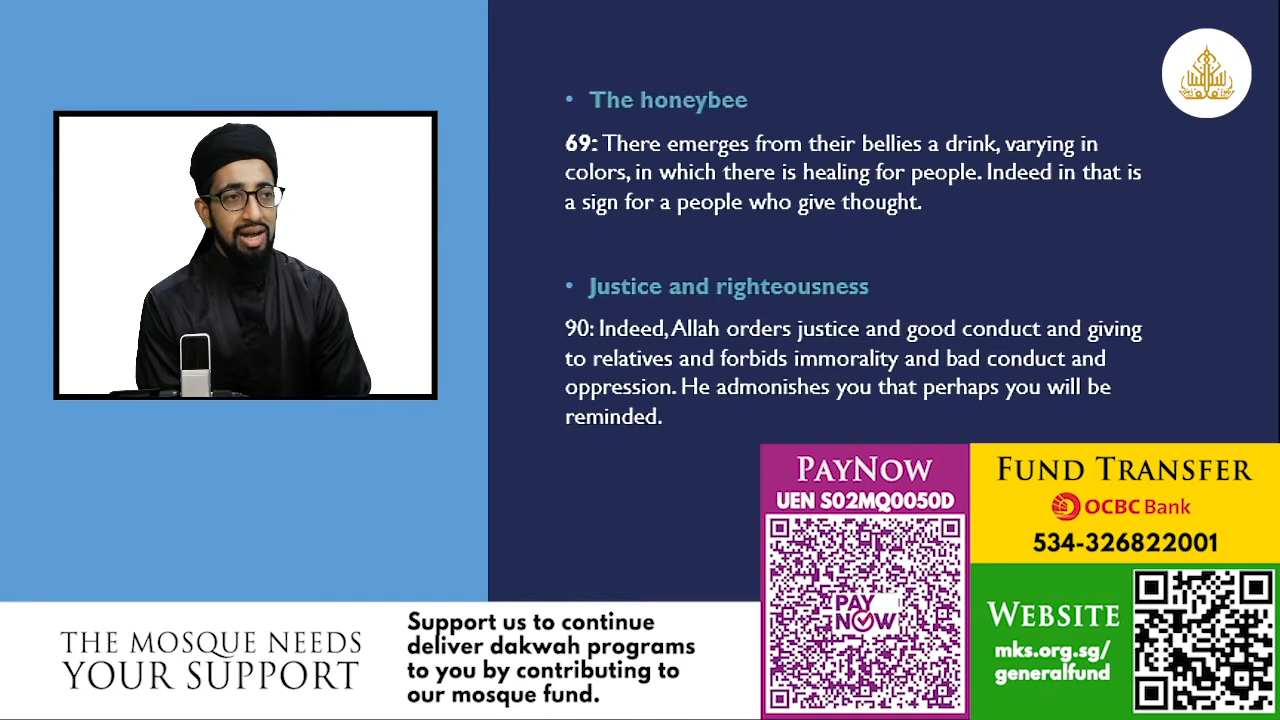 • The honeybee
69: There emerges from their bellies a drink, varying in
colors, in which there is healing for people. Indeed in that is
a sign for a people who give thought.
• Justice and righteousness
90: Indeed, Allah orders justice and good conduct and giving
to relatives and forbids immorality and bad conduct and
oppression. He admonishes you that perhaps you will be
reminded.
THE MOSQUE NEEDS
YOUR SUPPORT
Support us to continue
deliver dakwah programs
to you by contributing to
our mosque fund.
PAYNOW
UEN S02MQ0050D
PAY
NOW
FUND TRANSFER
OCBC Bank
534-326822001
WEBSITE
mks.org.sg/
generalfund